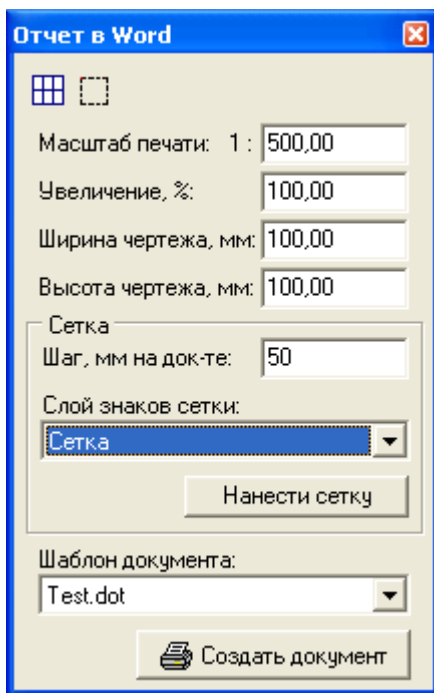 Отчет в Word
Масштаб печати: 1 : 500,00
Увеличение, %: 100,00
Ширина чертежа, мм: 100,00
Высота чертежа, мм: 100,00
Сетка
Шаг, мм на док-те: 50
Слой знаков сетки:
Сетка
Нанести сетку
Шаблон документа:
Test.dot
Создать документ